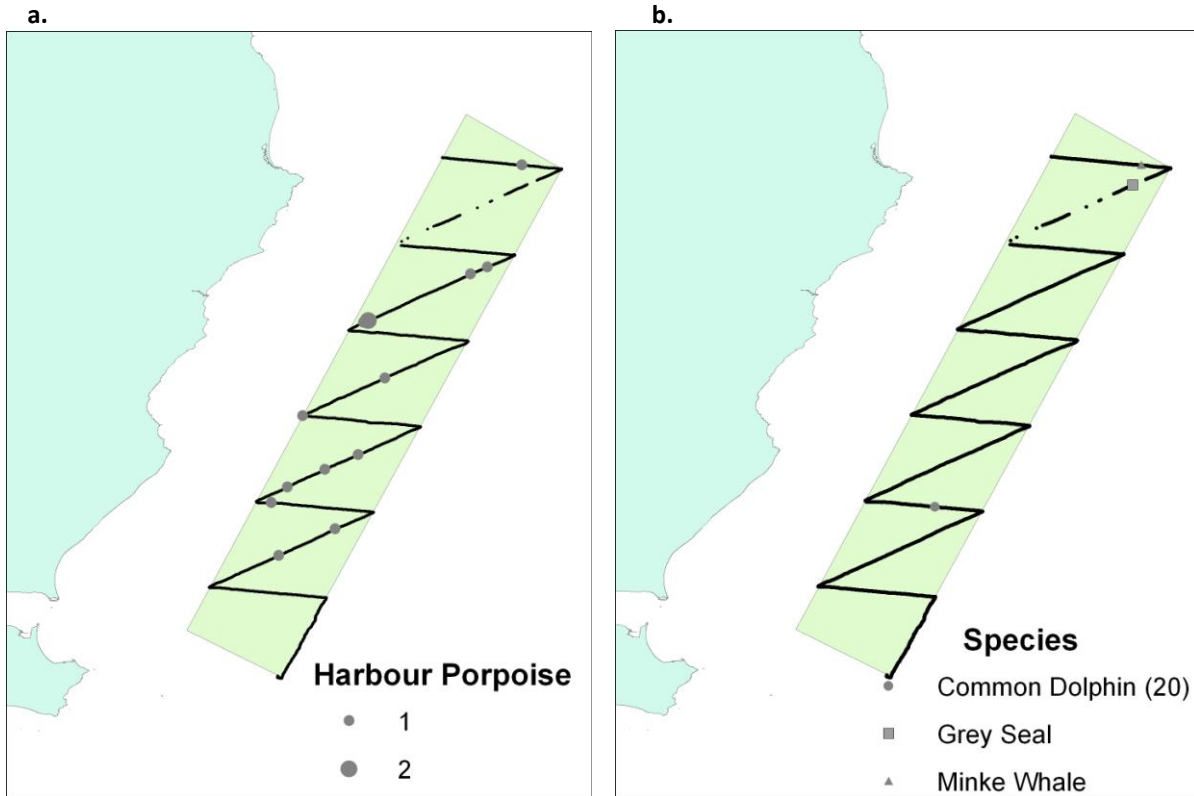 a.
b.
Harbour Porpoise
1
2
Species
Common Dolphin (20)
Grey Seal
Minke Whale